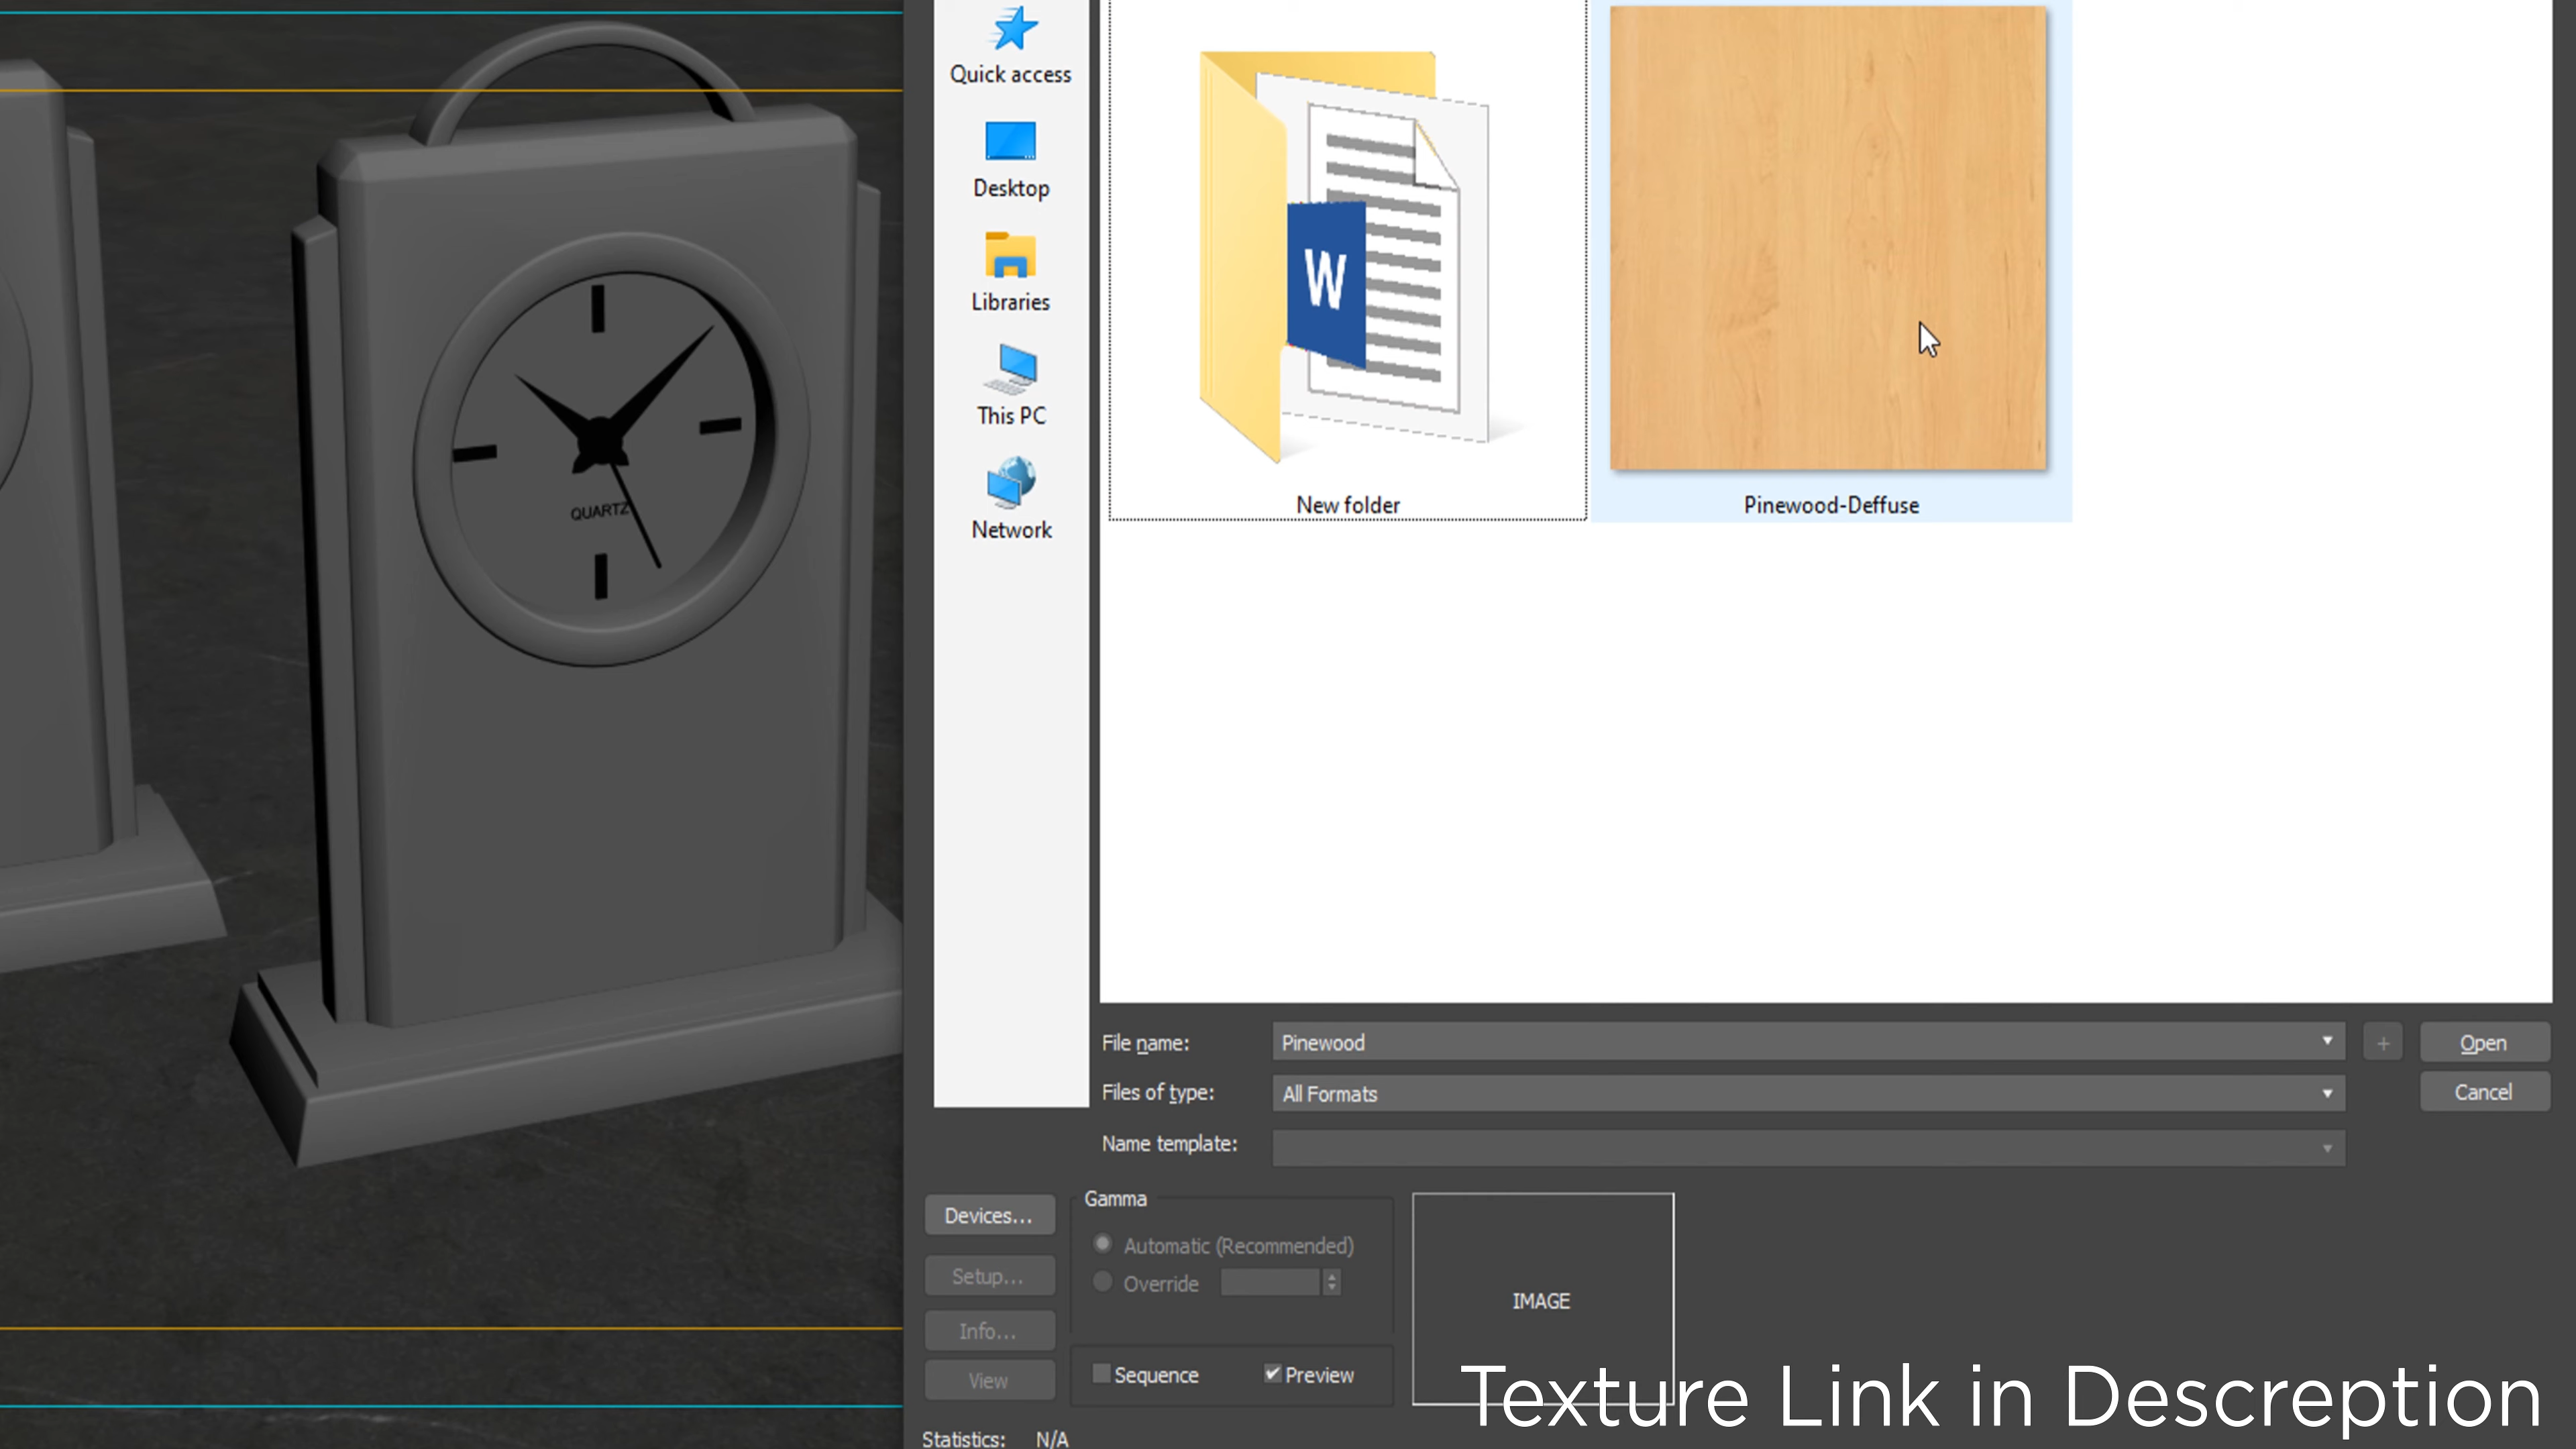 Quick access
Desktop
Libraries
This PC
Network
QUARTZ
W
New folder
Pinewood-Deffuse
File name:
Pinewood
+
Open
Files of type:
All Formats
Cancel
Name template:
Devices...
Gamma
Automatic (Recommended)
Setup...
Override
Info...
IMAGE
View
Sequence
Preview
Texture Link in Descreption
Statistics: N/A